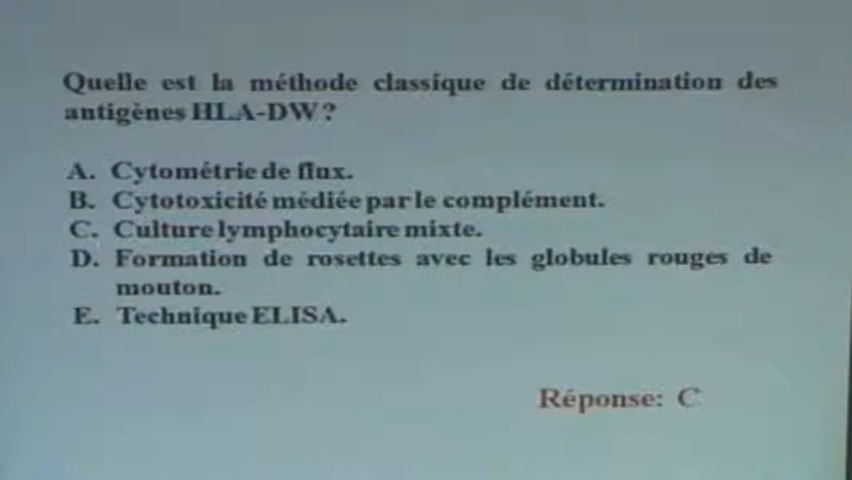 Quelle est la méthode classique de détermination des
antigènes HLA-DW?
A. Cytométrie de flux.
B. Cytotoxicité médiée par le complément.
C. Culture lymphocytaire mixte.
D. Formation de rosettes avec les globules rouges de
mouton.
E. Technique ELISA.
Réponse: C